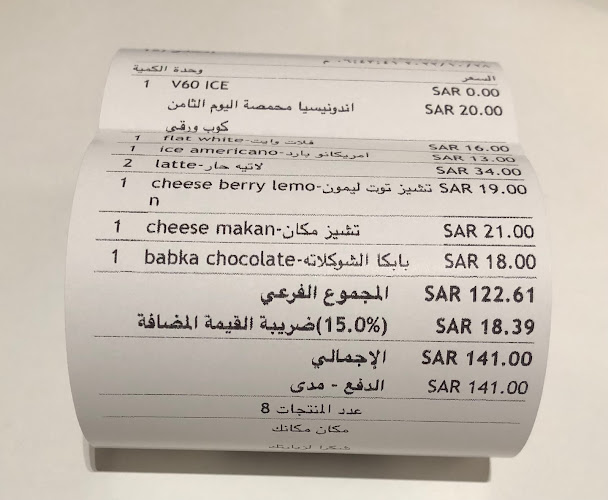 وحدة الكمية السعر
1 V60 ICE SAR 0.00
اندونيسيا محمصة اليوم الثامن SAR 20.00
كوب ورقي
1 flat white-فلات وايت SAR 16.00
1 ice americano-امريكانو بارد SAR 13.00
2 latte-لاتيه حار SAR 34.00
1 cheese berry lemo-تشيز توت ليمون SAR 19.00
n
1 cheese makan-تشيز مكان SAR 21.00
1 babka chocolate-بابكا الشوكلاته SAR 18.00
المجموع الفرعي SAR 122.61
ضريبة القيمة المضافة(15.0%) SAR 18.39
الإجمالي SAR 141.00
الدفع - مدى SAR 141.00
عدد المنتجات 8
مكان مكانك